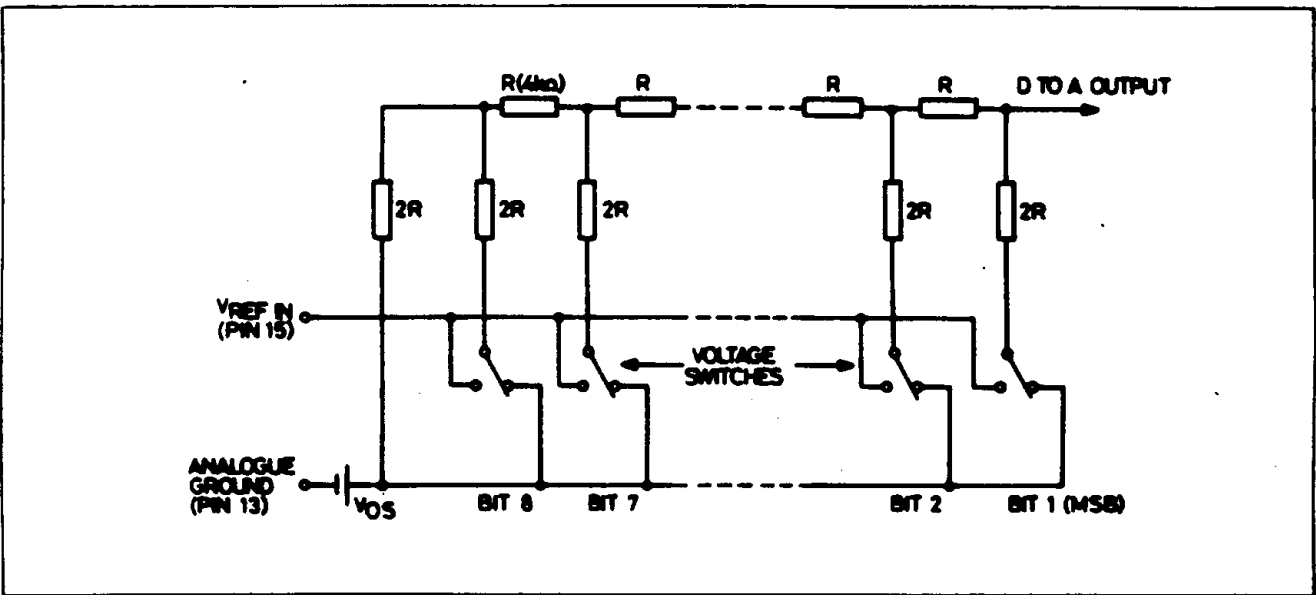 R(4kΩ)
R
R
R
D TO A OUTPUT
2R
2R
2R
2R
2R
VREF IN
(PIN 15)
VOLTAGE
SWITCHES
ANALOGUE
GROUND
(PIN 13)
VOS
BIT 8
BIT 7
BIT 2
BIT 1 (MSB)